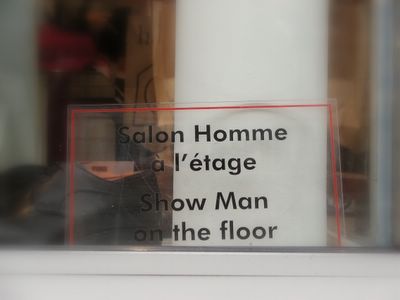 Salon Homme
à l'étage
Show Man
on the floor